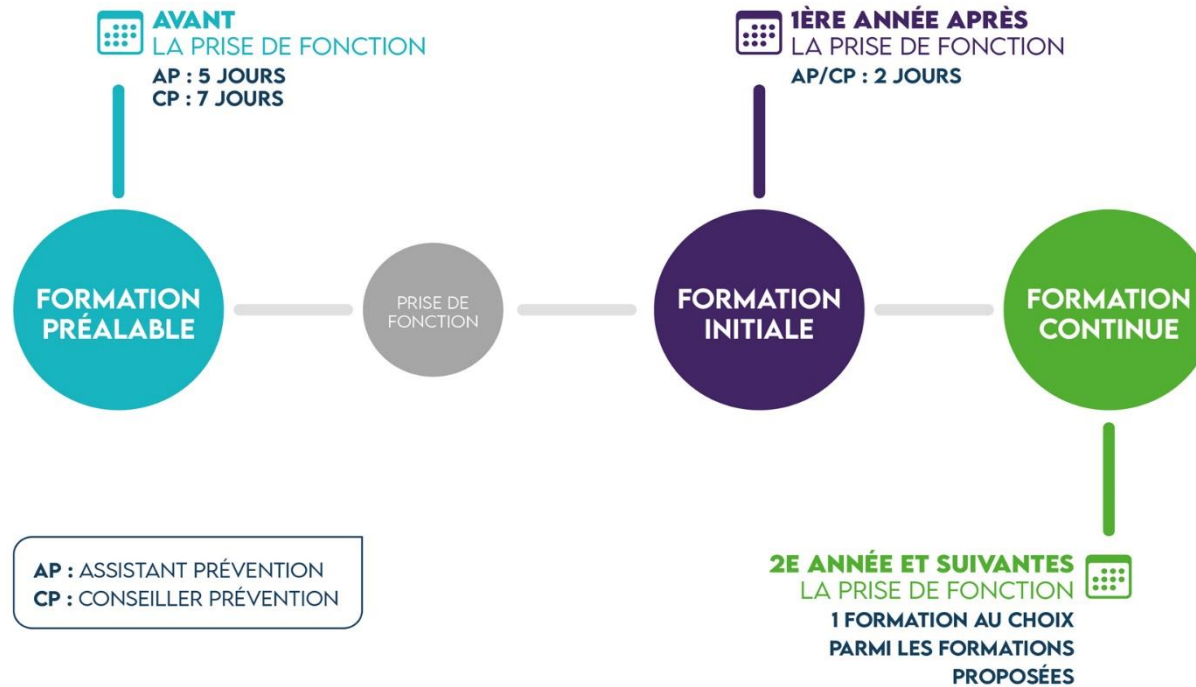 AVANT
LA PRISE DE FONCTION
AP : 5 JOURS
CP : 7 JOURS
1ÈRE ANNÉE APRÈS
LA PRISE DE FONCTION
AP/CP : 2 JOURS
FORMATION
PRÉALABLE
PRISE DE
FONCTION
FORMATION
INITIALE
FORMATION
CONTINUE
AP : ASSISTANT PRÉVENTION
CP : CONSEILLER PRÉVENTION
2E ANNÉE ET SUIVANTES
LA PRISE DE FONCTION
1 FORMATION AU CHOIX
PARMI LES FORMATIONS
PROPOSÉES